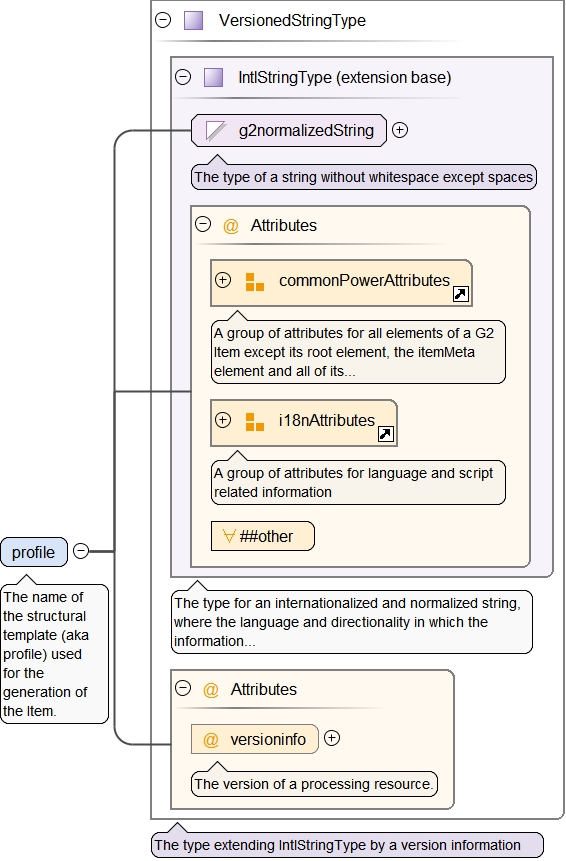 VersionedStringType
IntlStringType (extension base)
g2normalizedString
The type of a string without whitespace except spaces
@ Attributes
commonPowerAttributes
A group of attributes for all elements of a G2
Item except its root element, the itemMeta
element and all of its...
i18nAttributes
A group of attributes for language and script
related information
##other
profile
The name of
the structural
template (aka
profile) used
for the
generation of
the Item.
The type for an internationalized and normalized string,
where the language and directionality in which the
information...
@ Attributes
@ versioninfo
The version of a processing resource.
The type extending IntlStringType by a version information